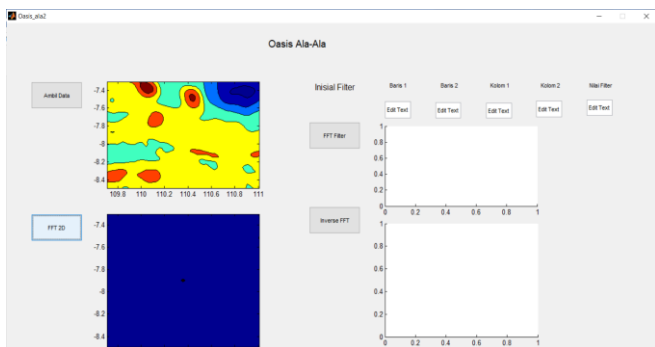 Oasis_ala2
Oasis Ala-Ala
Ambil Data
-7.4
-7.6
-7.8
-8
-8.2
-8.4
109.8 110 110.2 110.4 110.6 110.8 111
Inisial Filter
Baris 1 Baris 2 Kolom 1 Kolom 2 Nilai Filter
Edit Text Edit Text Edit Text Edit Text Edit Text
FFT Filter
1
0.8
0.6
0.4
0.2
0
0 0.2 0.4 0.6 0.8 1
FFT 2D
-7.4
-7.6
-7.8
-8
-8.2
-8.4
Inverse FFT
1
0.8
0.6
0.4
0.2
0
0 0.2 0.4 0.6 0.8 1